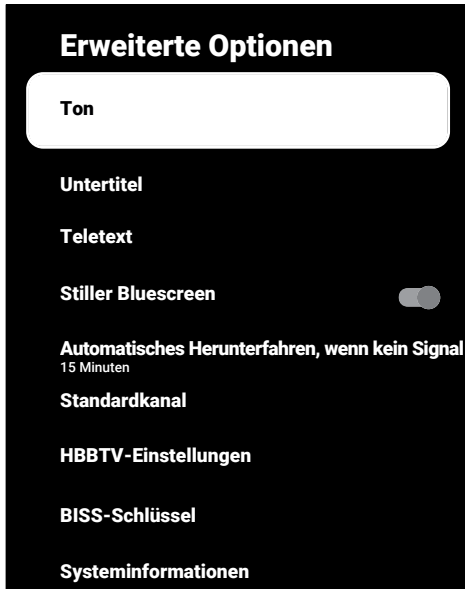 Erweiterte Optionen
Ton
Untertitel
Teletext
Stiller Bluescreen
Automatisches Herunterfahren, wenn kein Signal
15 Minuten
Standardkanal
HBBTV-Einstellungen
BISS-Schlüssel
Systeminformationen